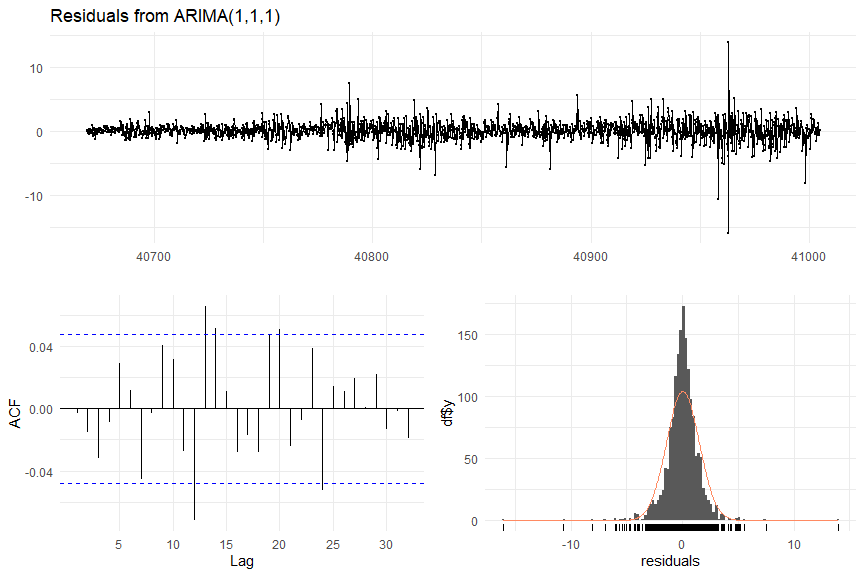 Residuals from ARIMA(1,1,1)
10
0
-10
40700 40800 40900 41000
ACF
0.04
0.00
-0.04
5 10 15 20 25 30
Lag
df$y
150
100
50
0
-10 0 10
residuals